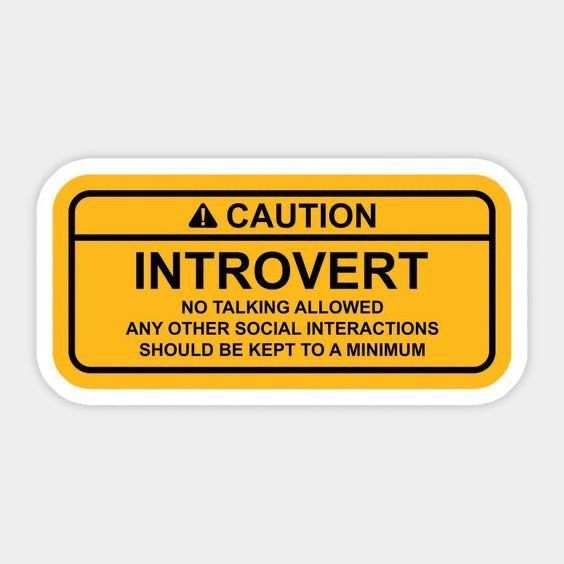 CAUTION
INTROVERT
NO TALKING ALLOWED
ANY OTHER SOCIAL INTERACTIONS
SHOULD BE KEPT TO A MINIMUM